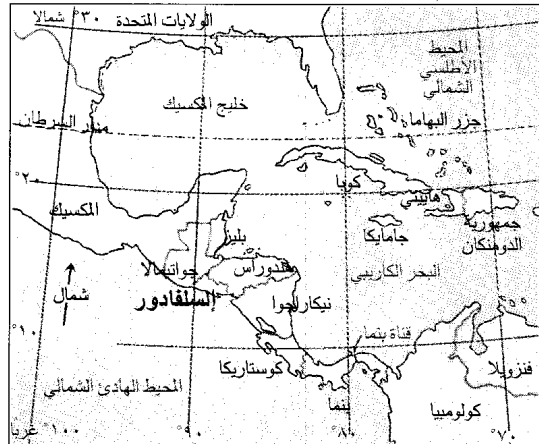 °٣٠ شمالا
الولايات المتحدة
المحيط
الأطلسي
الشمالي
خليج المكسيك
جزر البهاما
مدار السرطان
°٢٠
كوبا
المكسيك
هاييتي
جمهورية
الدومنكان
بليز
جامايكا
جواتيمالا
هندوراس
البحر الكاريبي
شمال
السلفادور
نيكاراجوا
°١٠
قناة بنما
كوستاريكا
فنزويلا
المحيط الهادئ الشمالي
بنما
كولومبيا
°١٠٠ غربا
°٩٠
°٨٠
°٧٠